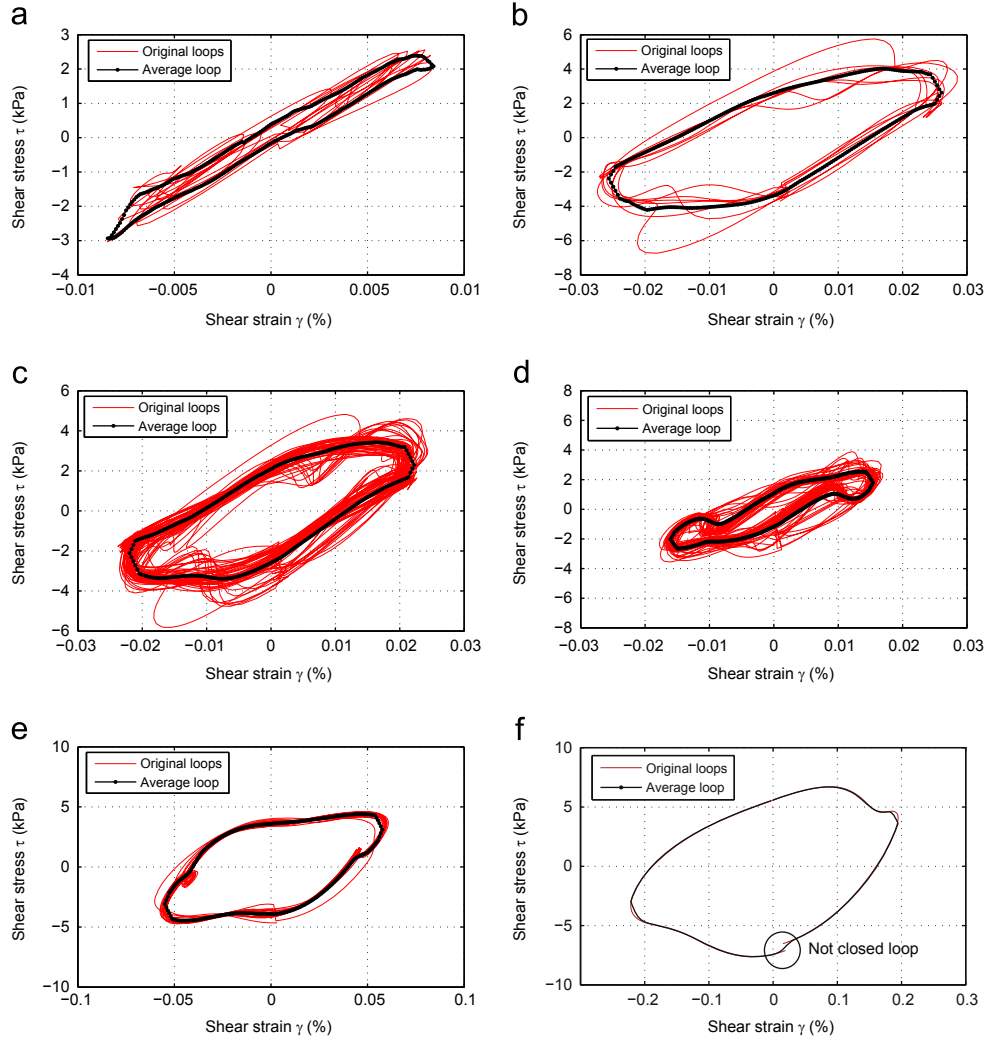 a
3
2
1
0
−1
−2
−3
−4
−0.01
−0.005
0
0.005
0.01
Shear stress τ (kPa)
Shear strain γ (%)
Original loops
Average loop
b
8
6
4
2
0
−2
−4
−6
−8
−0.03
−0.02
−0.01
0
0.01
0.02
0.03
Shear stress τ (kPa)
Shear strain γ (%)
Original loops
Average loop
c
6
4
2
0
−2
−4
−6
−0.03
−0.02
−0.01
0
0.01
0.02
0.03
Shear stress τ (kPa)
Shear strain γ (%)
Original loops
Average loop
d
8
6
4
2
0
−2
−4
−6
−8
−0.03
−0.02
−0.01
0
0.01
0.02
0.03
Shear stress τ (kPa)
Shear strain γ (%)
Original loops
Average loop
e
10
5
0
−5
−10
−0.1
−0.05
0
0.05
0.1
Shear stress τ (kPa)
Shear strain γ (%)
Original loops
Average loop
f
10
5
0
−5
−10
−0.2
−0.1
0
0.1
0.2
0.3
Shear stress τ (kPa)
Shear strain γ (%)
Original loops
Average loop
Not closed loop